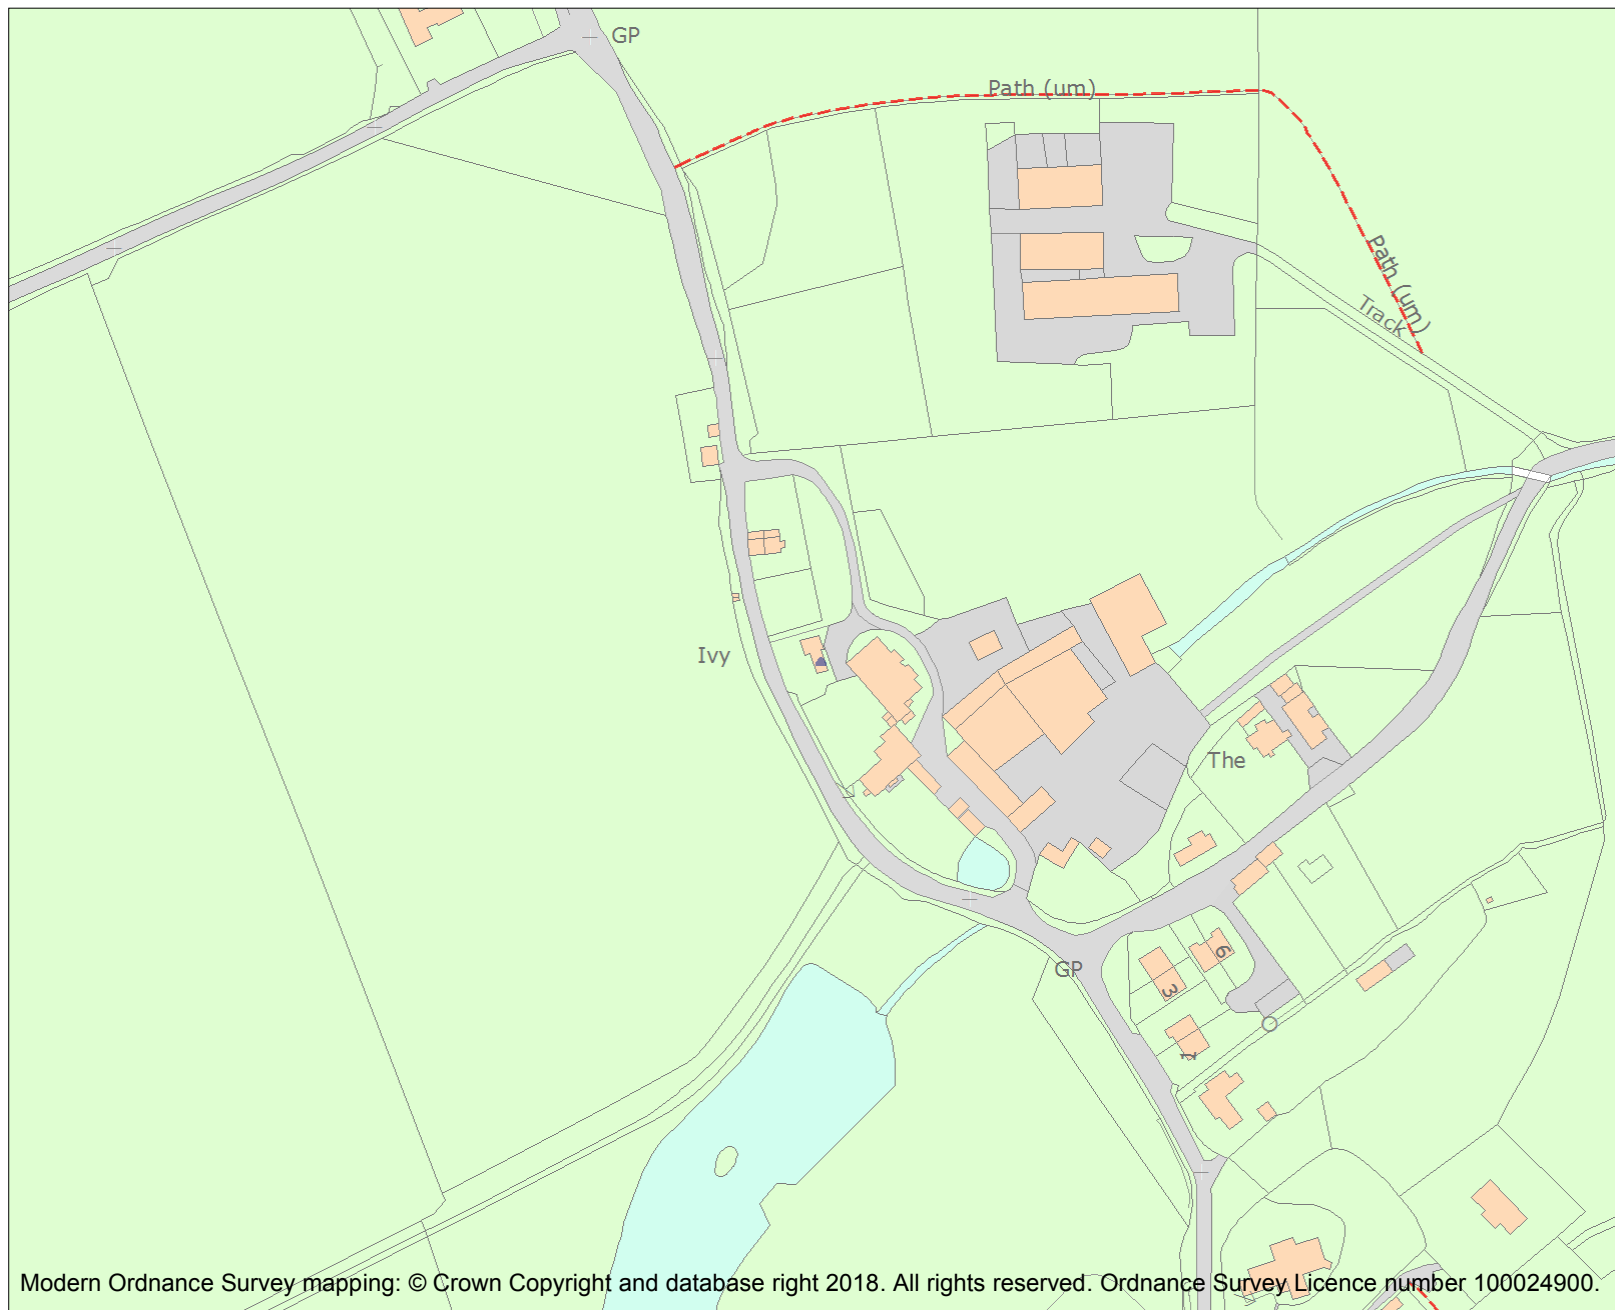 GP
Path (um)
Path (um)
Track
Ivy
The
GP
6
3
1
Modern Ordnance Survey mapping: © Crown Copyright and database right 2018. All rights reserved. Ordnance Survey Licence number 100024900.